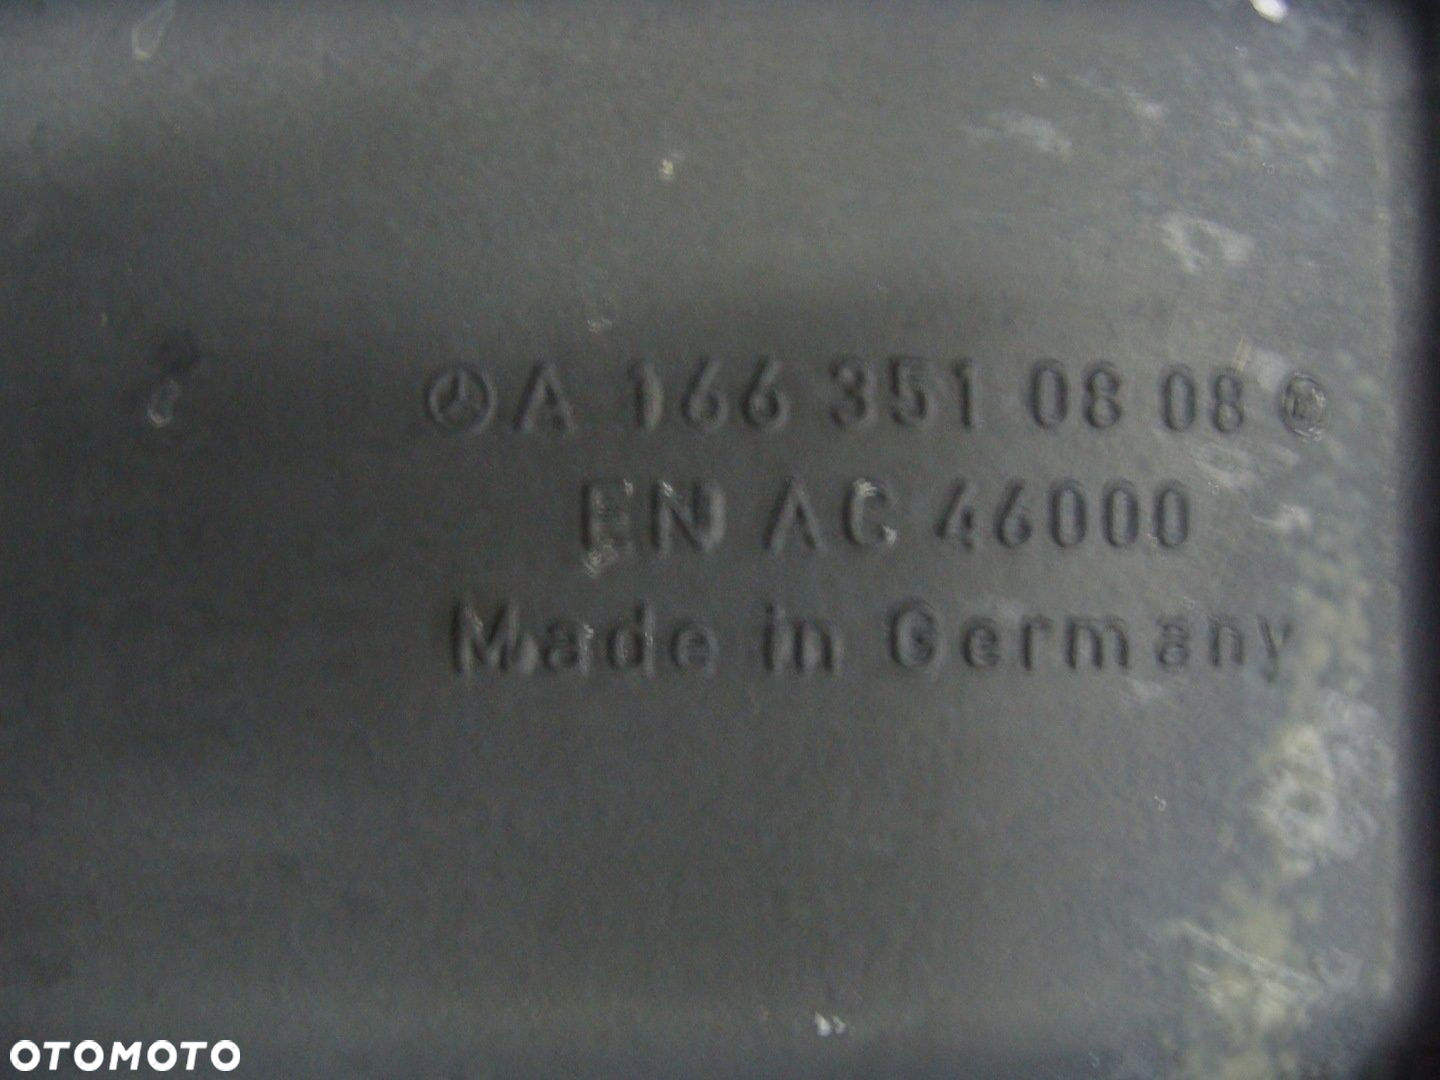 A 166 351 08 08
EN AC 46000
Made in Germany
OTOMOTO